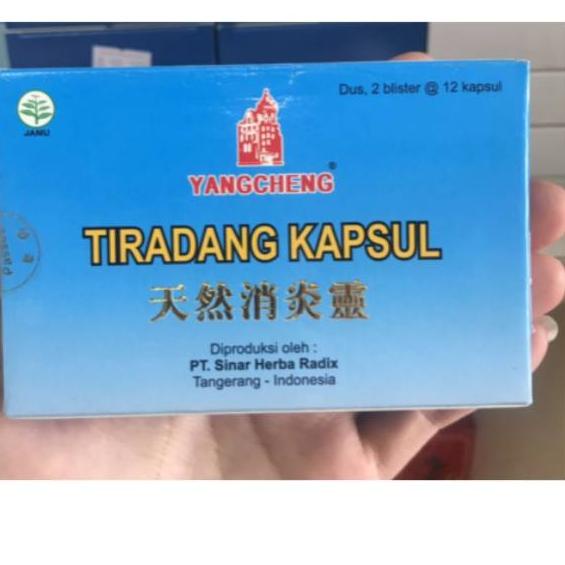 Dus, 2 blister @ 12 kapsul
JAMU
YANGCHENG®
TIRADANG KAPSUL
天然消炎靈
Diproduksi oleh :
PT. Sinar Herba Radix
Tangerang - Indonesia